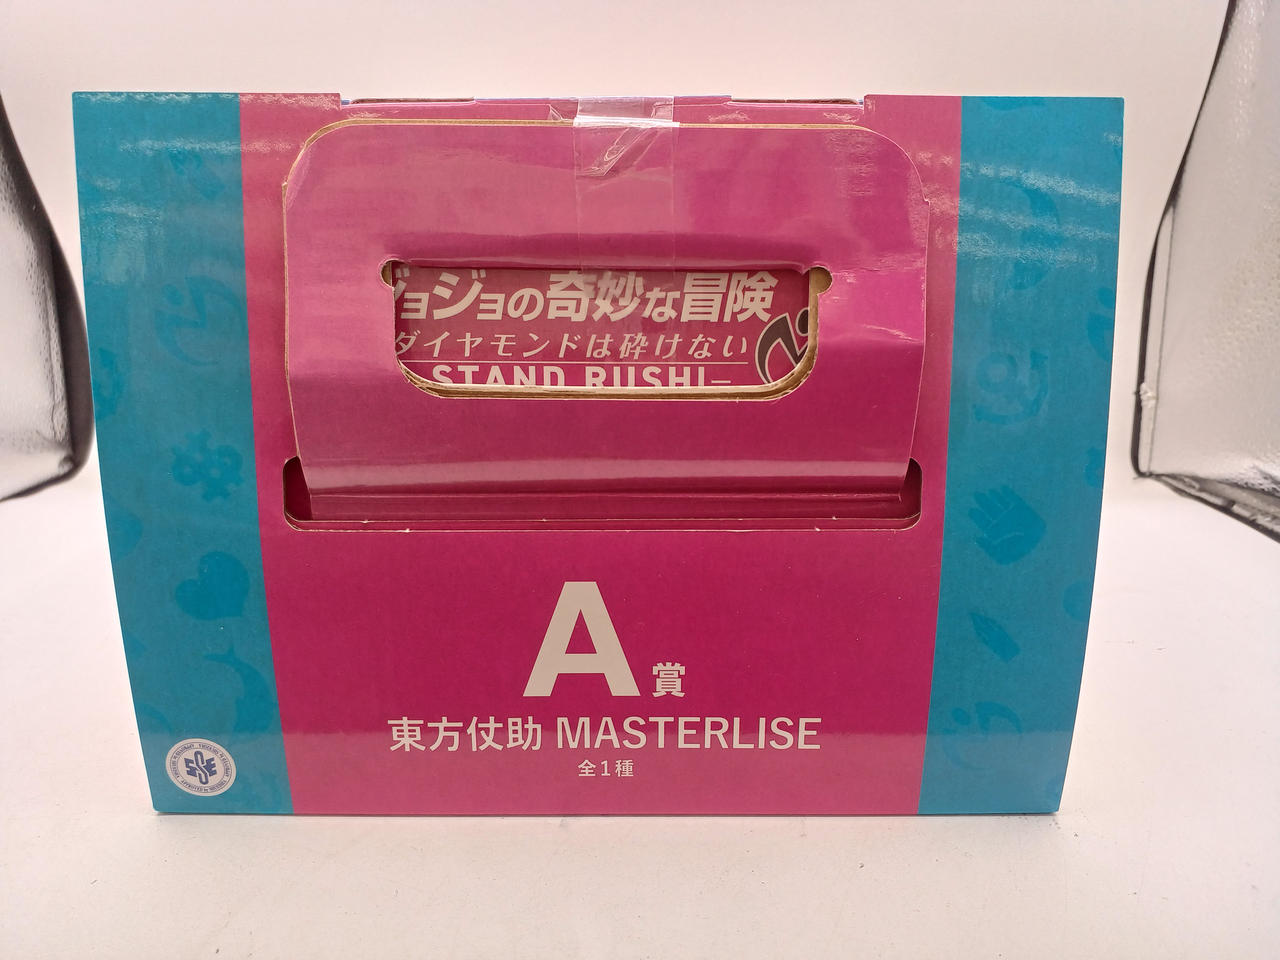 ジョジョの奇妙な冒険
ダイヤモンドは砕けない
STAND RUSH!–
A賞
東方仗助 MASTERLISE
全1種